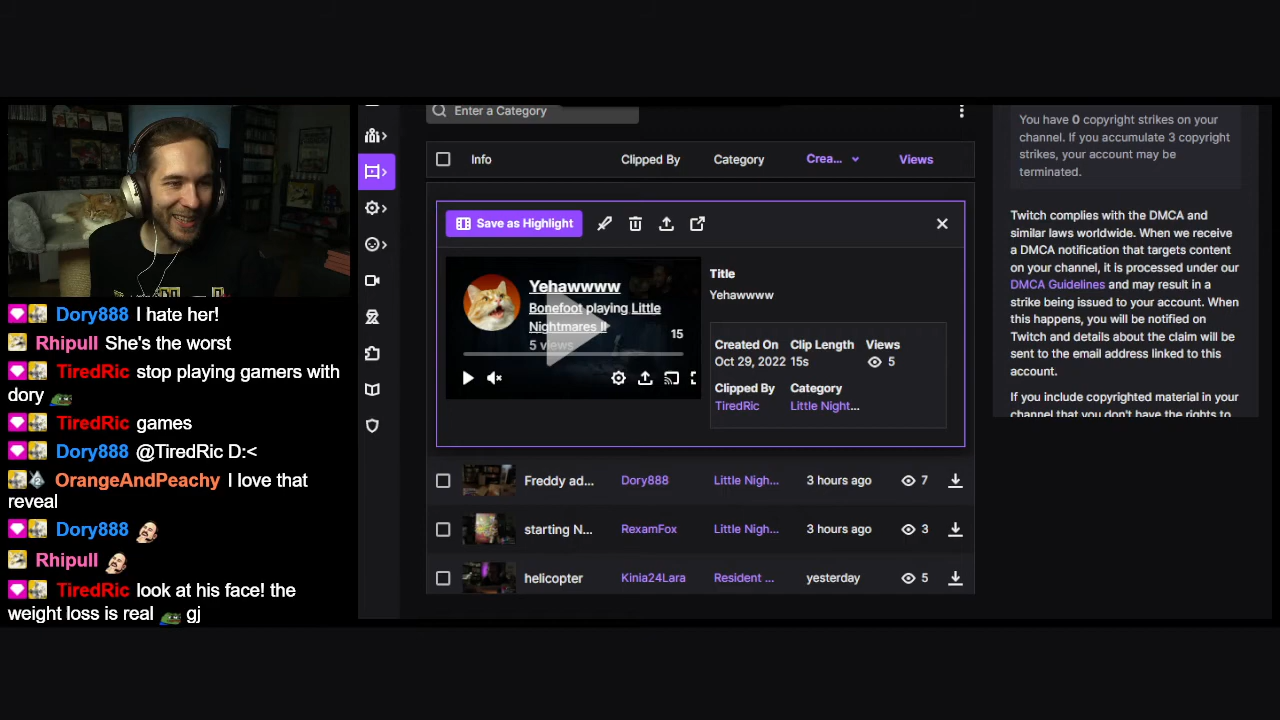 Dory888 I hate her!
Rhipull She's the worst
TiredRic stop playing gamers with
dory
TiredRic games
Dory888 @TiredRic D:<
OrangeAndPeachy I love that
reveal
Dory888
Rhipull
TiredRic look at his face! the
weight loss is real gj
Enter a Category
Info Clipped By Category Crea... Views
Save as Highlight
Yehawwww
Bonefoot playing Little
Nightmares II
5 views
15
Title
Yehawwww
Created On Clip Length Views
Oct 29, 2022 15s 5
Clipped By Category
TiredRic Little Night...
Freddy ad... Dory888 Little Nigh... 3 hours ago 7
starting N... RexamFox Little Nigh... 3 hours ago 3
helicopter Kinia24Lara Resident ... yesterday 5
You have 0 copyright strikes on your
channel. If you accumulate 3 copyright
strikes, your account may be
terminated.
Twitch complies with the DMCA and
similar laws worldwide. When we receive
a DMCA notification that targets content
on your channel, it is processed under our
DMCA Guidelines and may result in a
strike being issued to your account. When
this happens, you will be notified on
Twitch and details about the claim will be
sent to the email address linked to this
account.
If you include copyrighted material in your
channel that you don't have the rights to